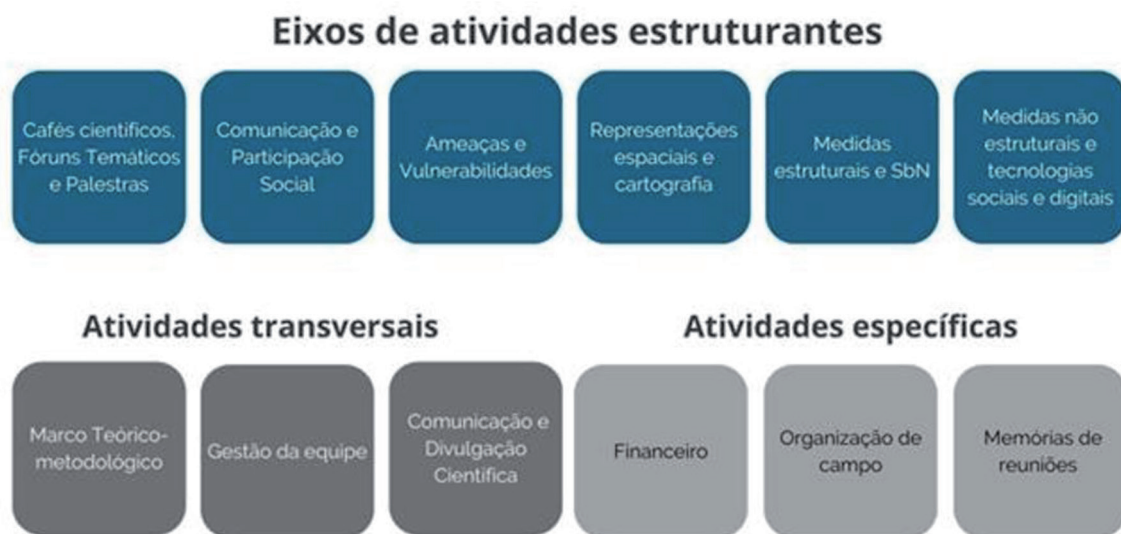 Eixos de atividades estruturantes
Cafés científicos,
Fóruns Temáticos
e Palestras
Comunicação e
Participação
Social
Ameaças e
Vulnerabilidades
Representações
espaciais e
cartografia
Medidas
estruturais e SbN
Medidas não
estruturais e
tecnologias
sociais e digitais
Atividades transversais
Marco Teórico-
metodológico
Gestão da equipe
Comunicação e
Divulgação
Científica
Atividades específicas
Financeiro
Organização de
campo
Memórias de
reuniões